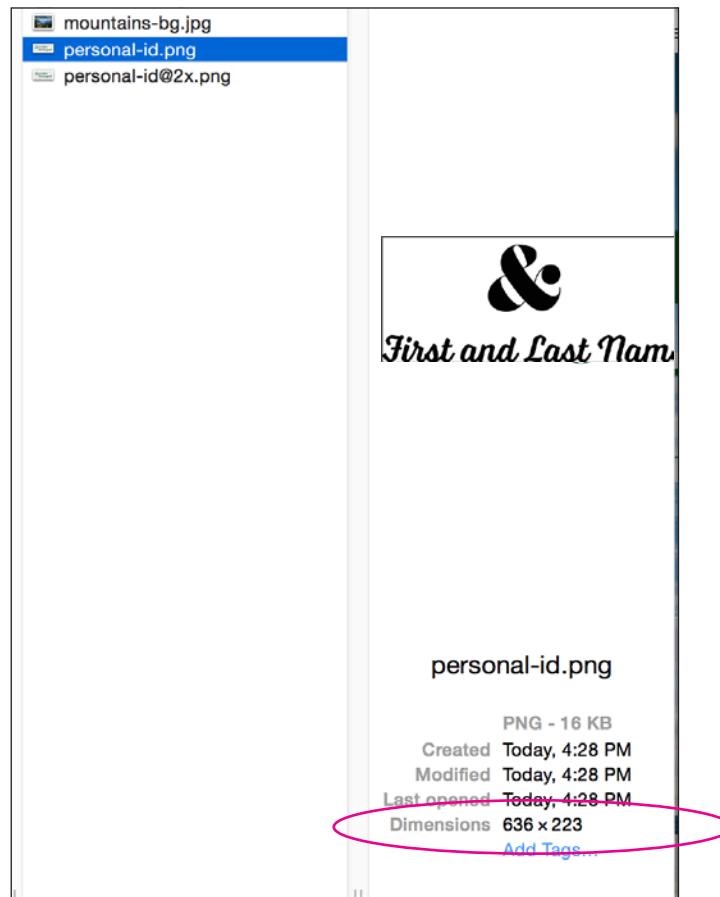 mountains-bg.jpg
personal-id.png
personal-id@2x.png
&
First and Last Nam
personal-id.png
PNG - 16 KB
Created Today, 4:28 PM
Modified Today, 4:28 PM
Last opened Today, 4:28 PM
Dimensions 636 × 223
Add Tags...